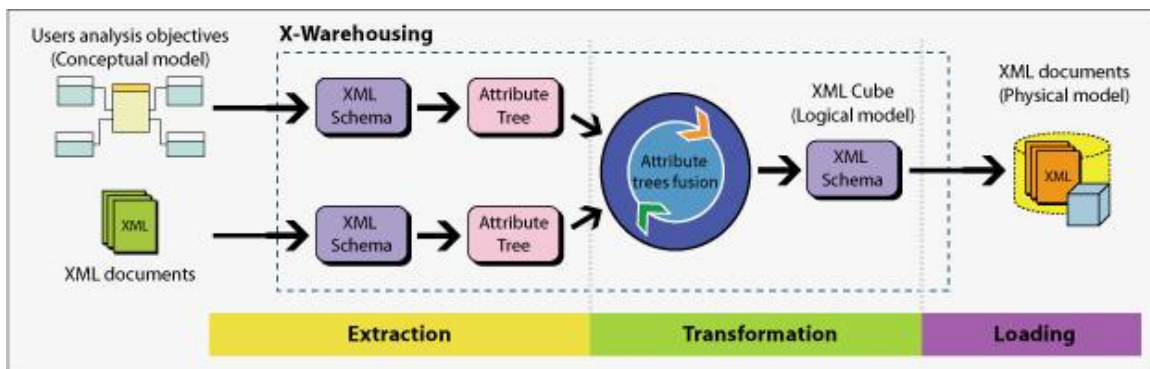 Users analysis objectives
(Conceptual model)
X-Warehousing
XML
Schema
Attribute
Tree
XML Cube
(Logical model)
XML documents
(Physical model)
Attribute
trees fusion
XML
Schema
XML
XML
XML
Schema
Attribute
Tree
XML documents
Extraction
Transformation
Loading